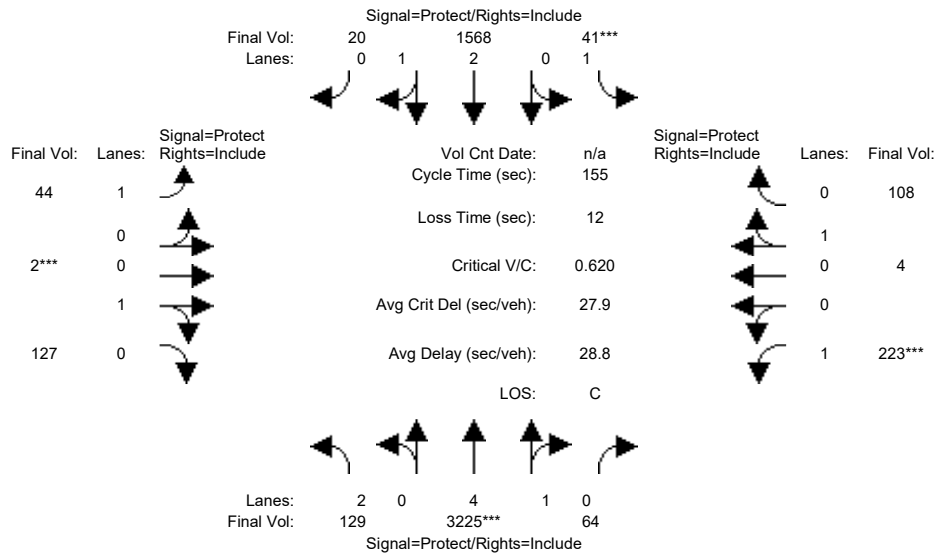 Signal=Protect/Rights=Include
Final Vol: 20 1568 41***
Lanes: 0 1 2 0 1
Signal=Protect Signal=Protect
Final Vol: Lanes: Rights=Include Vol Cnt Date: n/a Rights=Include Lanes: Final Vol:
Cycle Time (sec): 155
44 1 0 108
Loss Time (sec): 12
0 1
2*** 0 Critical V/C: 0.620 0 4
1 Avg Crit Del (sec/veh): 27.9 0
127 0 Avg Delay (sec/veh): 28.8 1 223***
LOS: C
Lanes: 2 0 4 1 0
Final Vol: 129 3225*** 64
Signal=Protect/Rights=Include